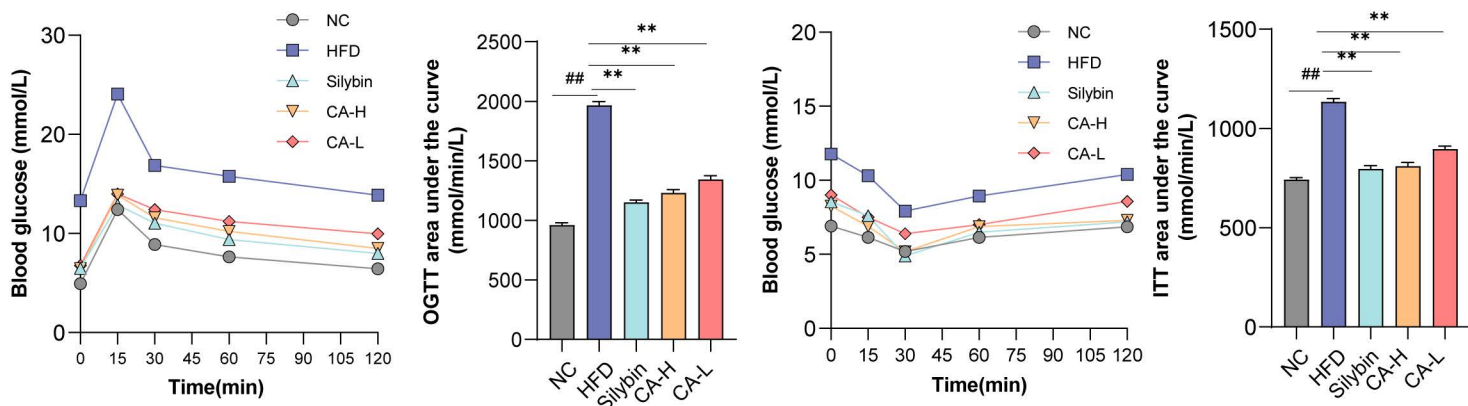 NC
HFD
Silybin
CA-H
CA-L
Blood glucose (mmol/L)
30
20
10
0
0 15 30 45 60 75 90 105 120
Time(min)
OGTT area under the curve
(mmol/min/L)
2500
2000
1500
1000
500
0
##
**
**
**
NC
HFD
Silybin
CA-H
CA-L
Blood glucose (mmol/L)
20
15
10
5
0
NC
HFD
Silybin
CA-H
CA-L
0 15 30 45 60 75 90 105 120
Time(min)
ITT area under the curve
(mmol/min/L)
1500
1000
500
0
##
**
**
**
NC
HFD
Silybin
CA-H
CA-L